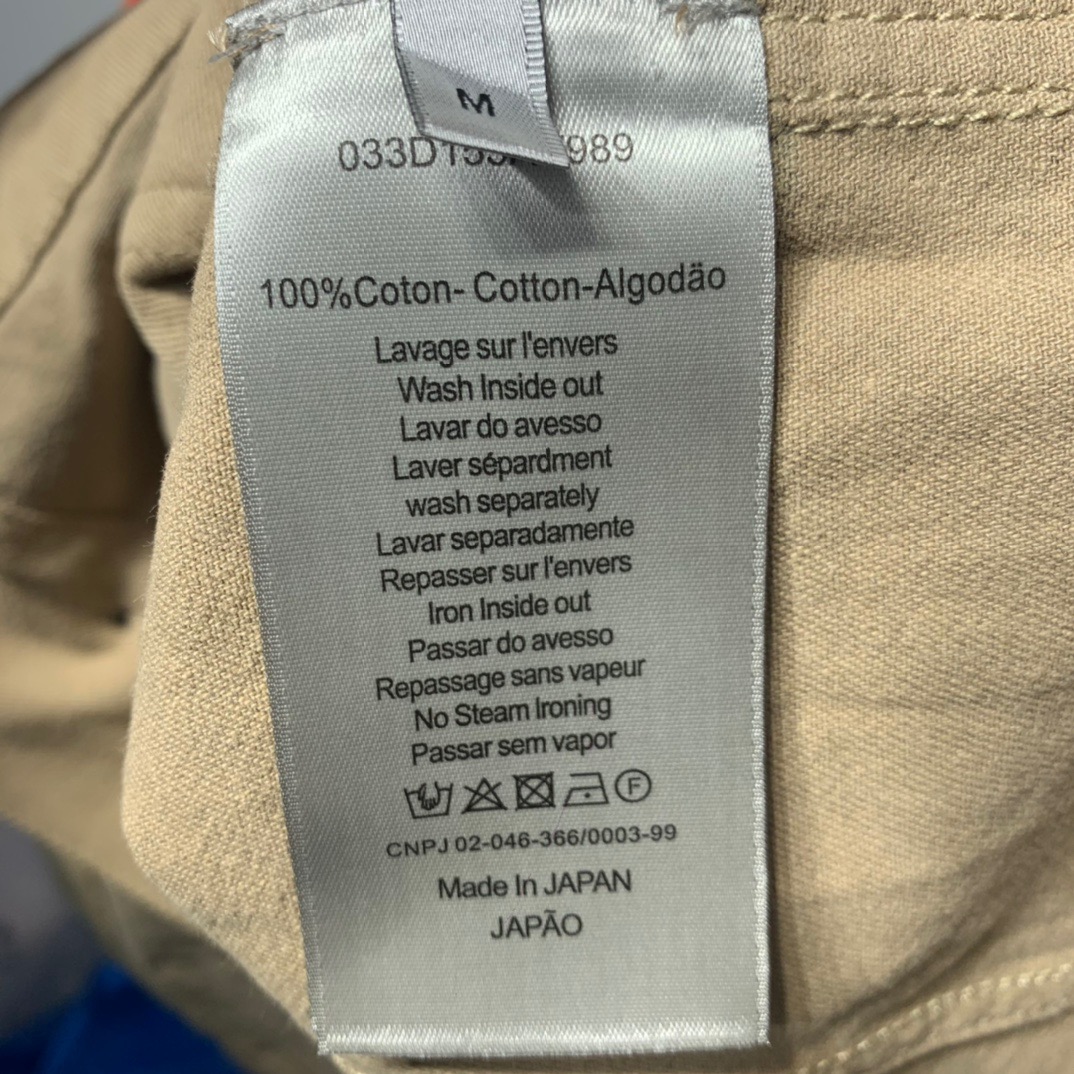 M
989
100%Coton- Cotton-Algodäo
Lavage sur l'envers
Wash Inside out
Lavar do avesso
Laver sépardment
wash separately
Lavar separadamente
Repasser sur l'envers
Iron Inside out
Passar do avesso
Repassage sans vapeur
No Steam Ironing
Passar sem vapor
F
CNPJ 02-046-366/0003-99
Made In JAPAN
JAPÃO